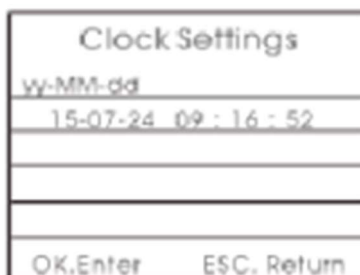 Clock Settings
yy-MM-dd
15-07-24 09 : 16 : 52
OK.Enter ESC. Return